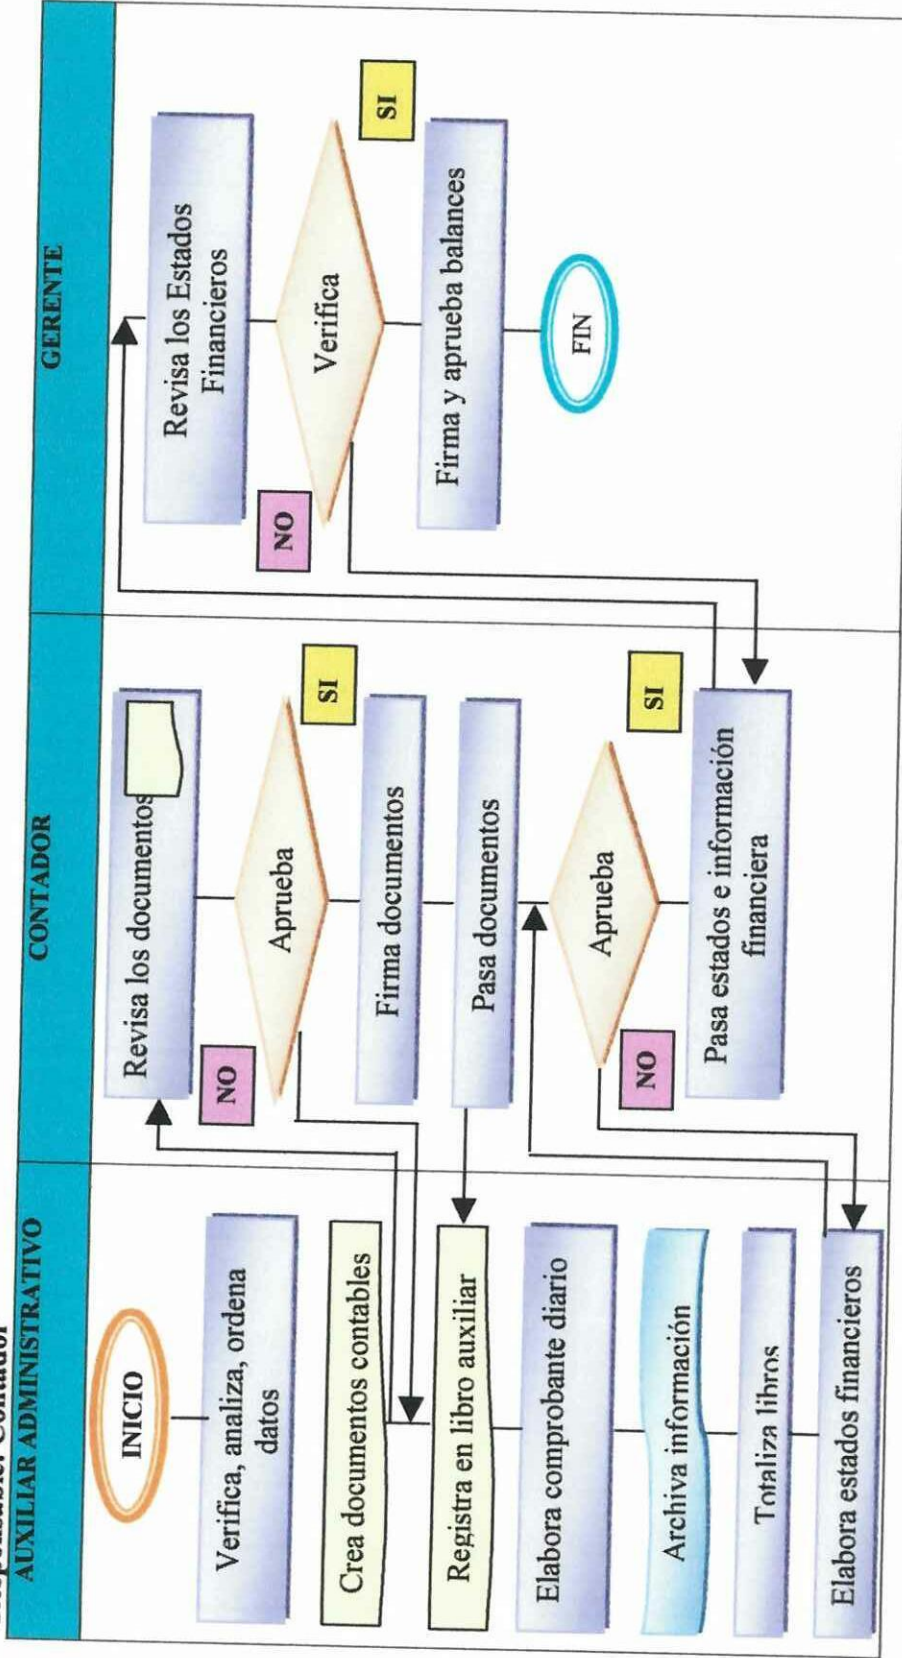 Responsable: Contador
AUXILIAR ADMINISTRATIVO
CONTADOR
GERENTE
INICIO
Verifica, analiza, ordena
datos
Crea documentos contables
Registra en libro auxiliar
Elabora comprobante diario
Archiva información
Totaliza libros
Elabora estados financieros
Revisa los documentos
NO
Aprueba
SI
Firma documentos
Pasa documentos
NO
Aprueba
SI
Pasa estados e información
financiera
Revisa los Estados
Financieros
NO
Verifica
SI
Firma y aprueba balances
FIN